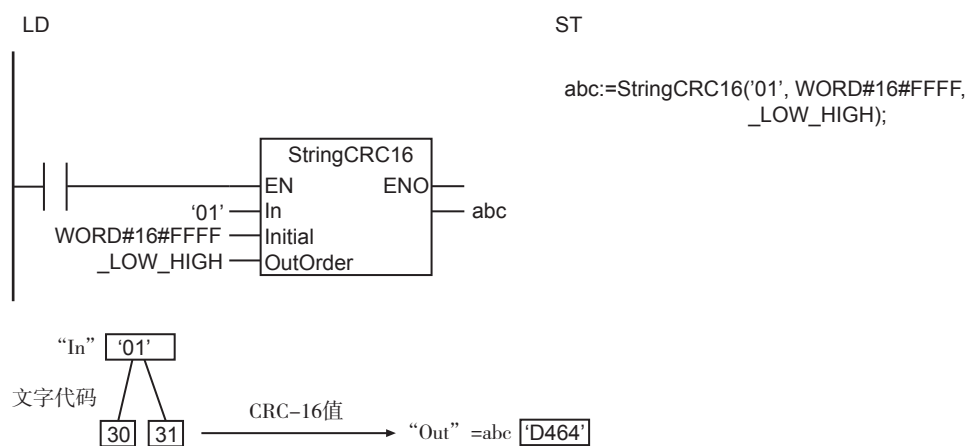 LD
ST
abc:=StringCRC16('01', WORD#16#FFFF,
_LOW_HIGH);
StringCRC16
EN ENO
‘01’ In abc
WORD#16#FFFF Initial
_LOW_HIGH OutOrder
“In” ‘01’
文字代码
CRC-16值
30 31 “Out” =abc ‘D464’